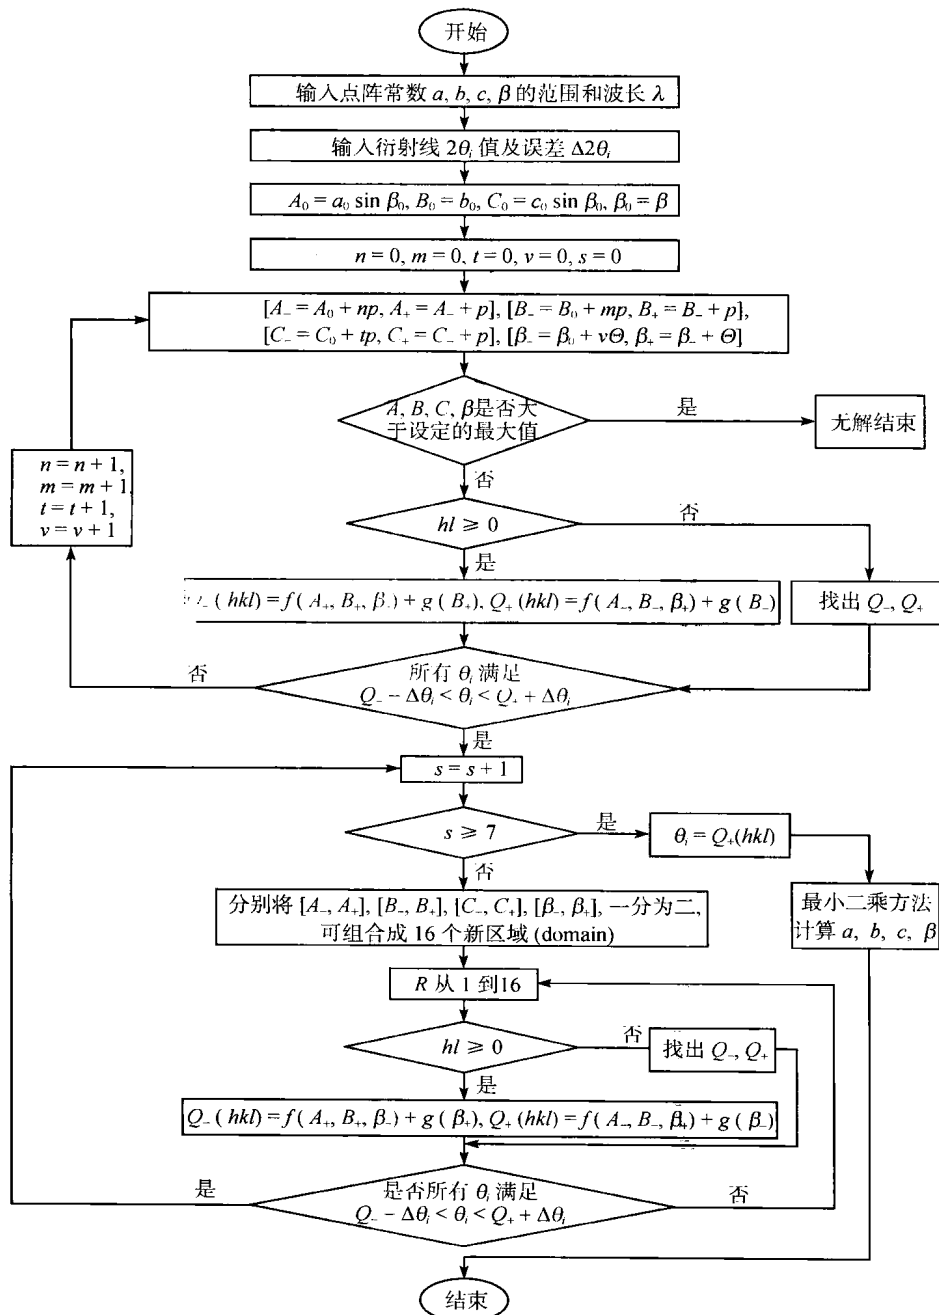 开始
输入点阵常数 a, b, c, β 的范围和波长 λ
输入衍射线 2θᵢ 值及误差 Δ2θᵢ
A₀ = a₀ sin β₀, B₀ = b₀, C₀ = c₀ sin β₀, β₀ = β
n = 0, m = 0, t = 0, v = 0, s = 0
[A₋ = A₀ + np, A₊ = A₋ + p], [B₋ = B₀ + mp, B₊ = B₋ + p],
[C₋ = C₀ + tp, C₊ = C₋ + p], [β₋ = β₀ + vΘ, β₊ = β₋ + Θ]
A, B, C, β是否大
于设定的最大值
是
无解结束
否
n = n + 1,
m = m + 1,
t = t + 1,
v = v + 1
hl ≥ 0
否
是
₋ (hkl) = f (A₊, B₊, β₋) + g (B₊), Q₊ (hkl) = f (A₋, B₋, β₊) + g (B₋)
找出 Q₋, Q₊
否
所有 θᵢ 满足
Q₋ − Δθᵢ < θᵢ < Q₊ + Δθᵢ
是
s = s + 1
s ≥ 7
是
θᵢ = Q₊(hkl)
否
分别将 [A₋, A₊], [B₋, B₊], [C₋, C₊], [β₋, β₊], 一分为二,
可组合成 16 个新区域 (domain)
最小二乘方法
计算 a, b, c, β
R 从 1 到16
hl ≥ 0
否
找出 Q₋, Q₊
是
Q₋ (hkl) = f (A₊, B₊, β₋) + g (β₊), Q₊ (hkl) = f (A₋, B₋, β₊) + g (β₋)
是
是否所有 θᵢ 满足
Q₋ − Δθᵢ < θᵢ < Q₊ + Δθᵢ
否
结束